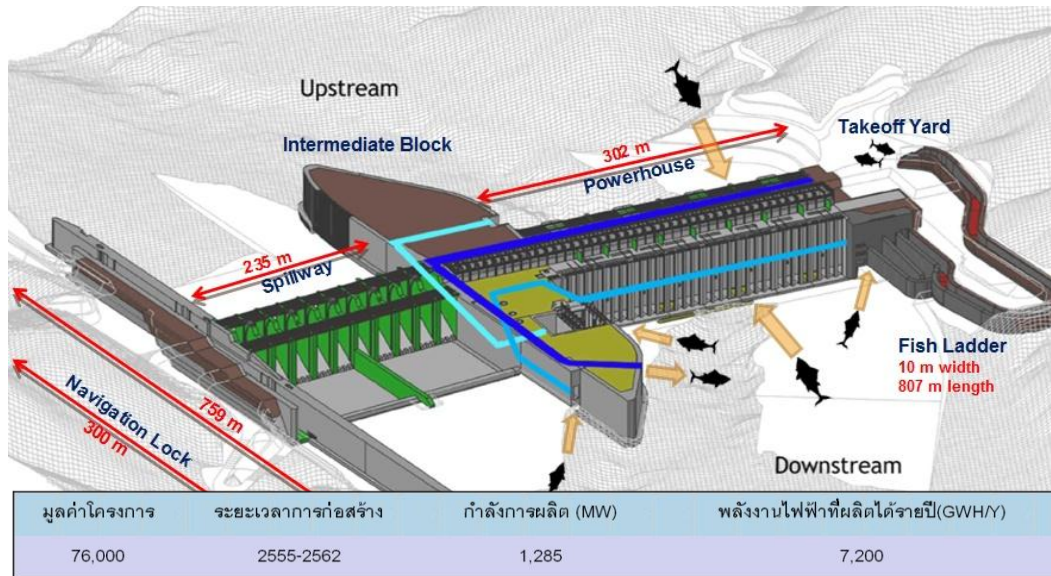 Upstream
Intermediate Block
302 m
Powerhouse
Takeoff Yard
235 m
Spillway
Fish Ladder
10 m width
807 m length
759 m
Navigation Lock
300 m
Downstream
มูลค่าโครงการ ระยะเวลาการก่อสร้าง กำลังการผลิต (MW) พลังงานไฟฟ้าที่ผลิตได้รายปี(GWH/Y)
76,000 2555-2562 1,285 7,200